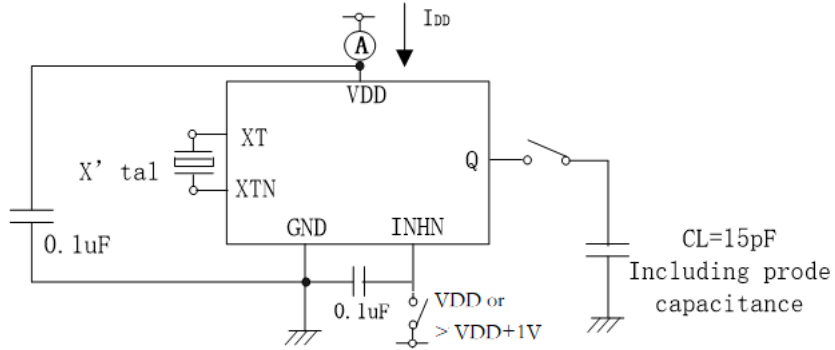 IDD
A
VDD
XT
X' tal
Q
XTN
GND
INHN
0.1uF
CL=15pF
Including prode
capacitance
0.1uF
VDD or
> VDD+1V